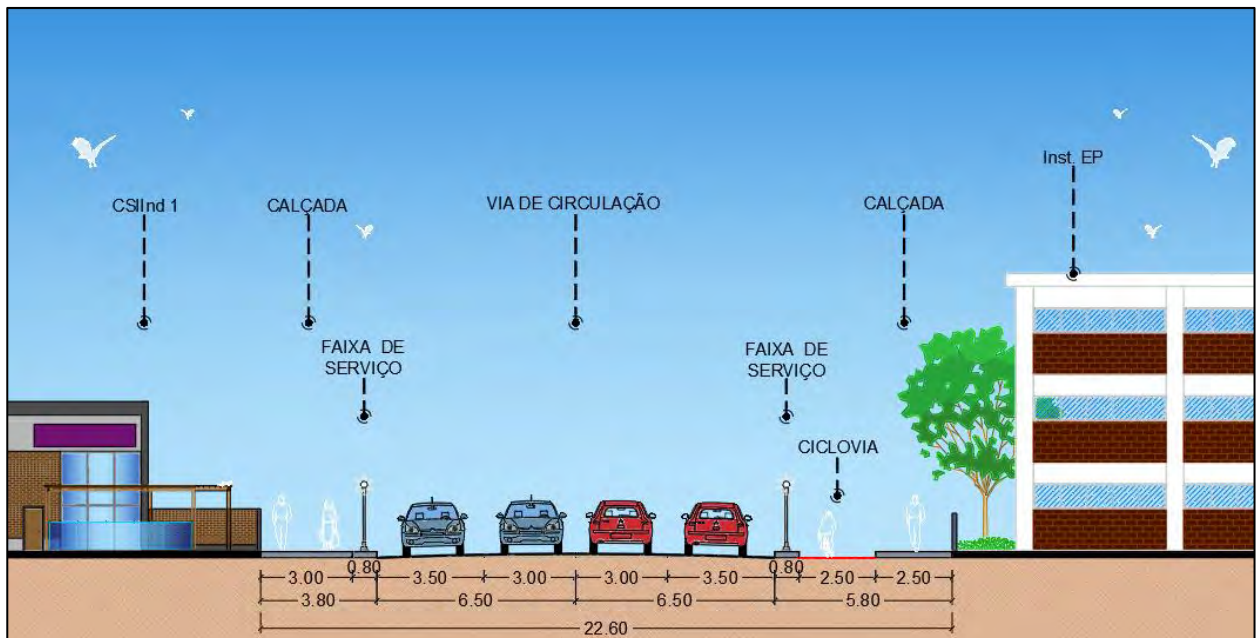 Inst. EP
CSIInd 1
CALÇADA
VIA DE CIRCULAÇÃO
CALÇADA
FAIXA DE
SERVIÇO
FAIXA DE
SERVIÇO
CICLOVIA
3.00 0.80 3.50 3.00 3.00 3.50 0.80 2.50 2.50
3.80 6.50 6.50 5.80
22.60